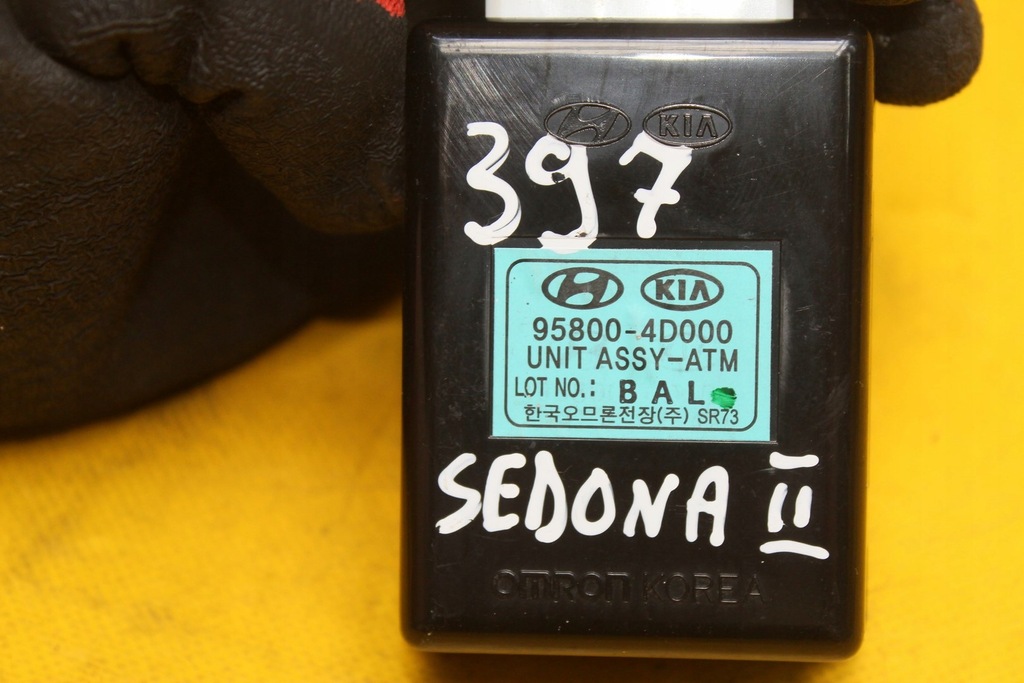 KIA
397
KIA
95800-4D000
UNIT ASSY-ATM
LOT NO.: BAL
한국오므론전장(주) SR73
SEDONA II
OMRON KOREA